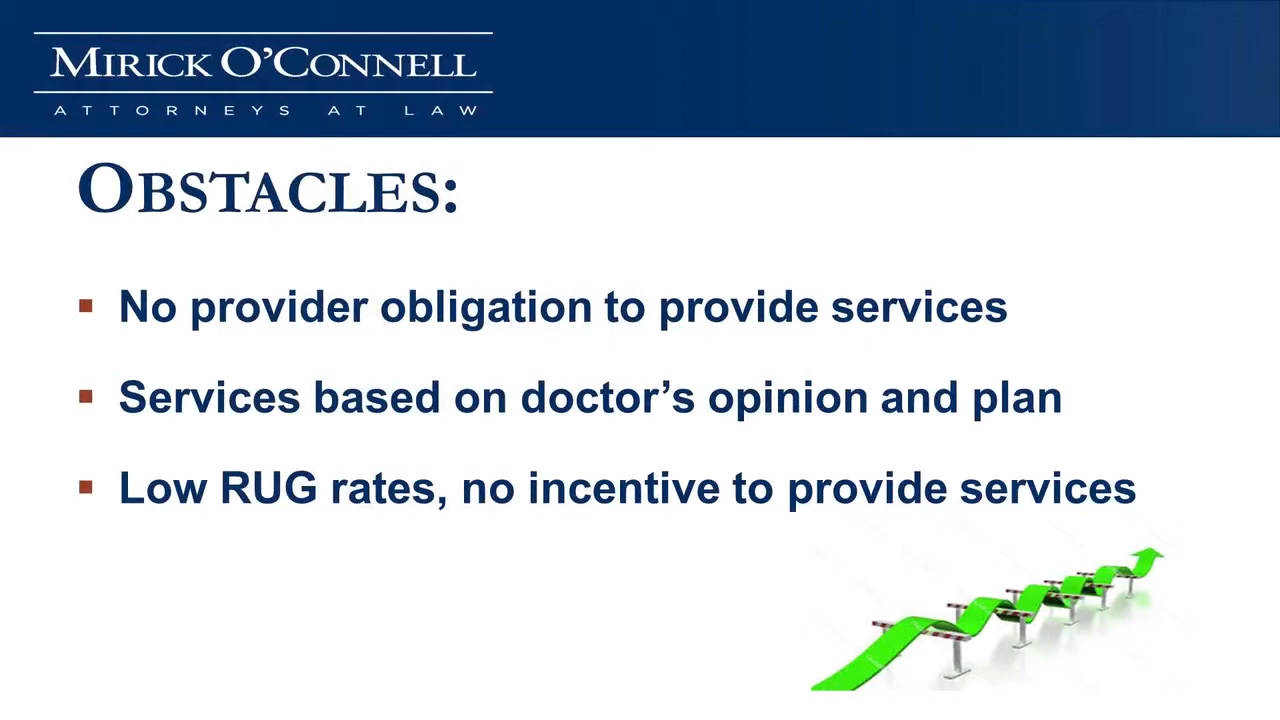 MIRICK O’CONNELL
ATTORNEYS AT LAW
OBSTACLES:
▪ No provider obligation to provide services
▪ Services based on doctor’s opinion and plan
▪ Low RUG rates, no incentive to provide services